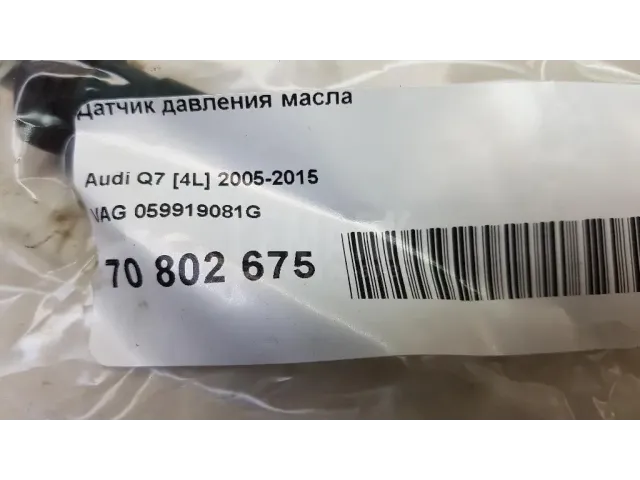 Датчик давления масла
Audi Q7 [4L] 2005-2015
VAG 059919081G
70 802 675